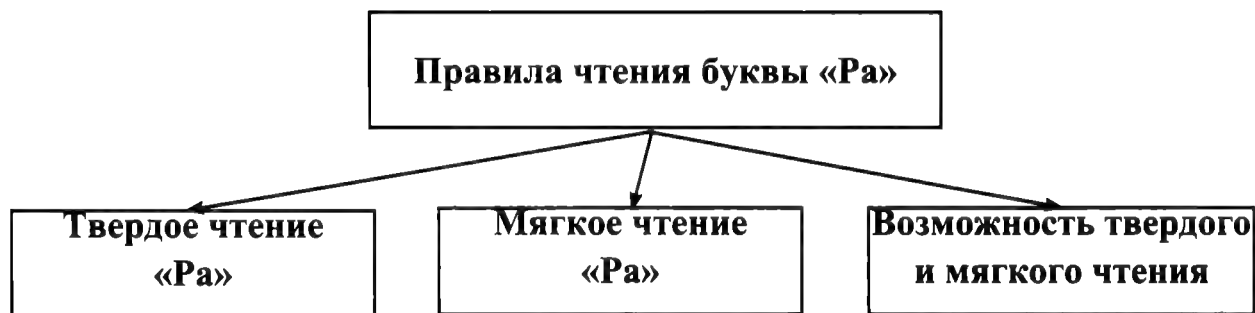 Правила чтения буквы «Ра»
Твердое чтение
«Ра»
Мягкое чтение
«Ра»
Возможность твердого
и мягкого чтения